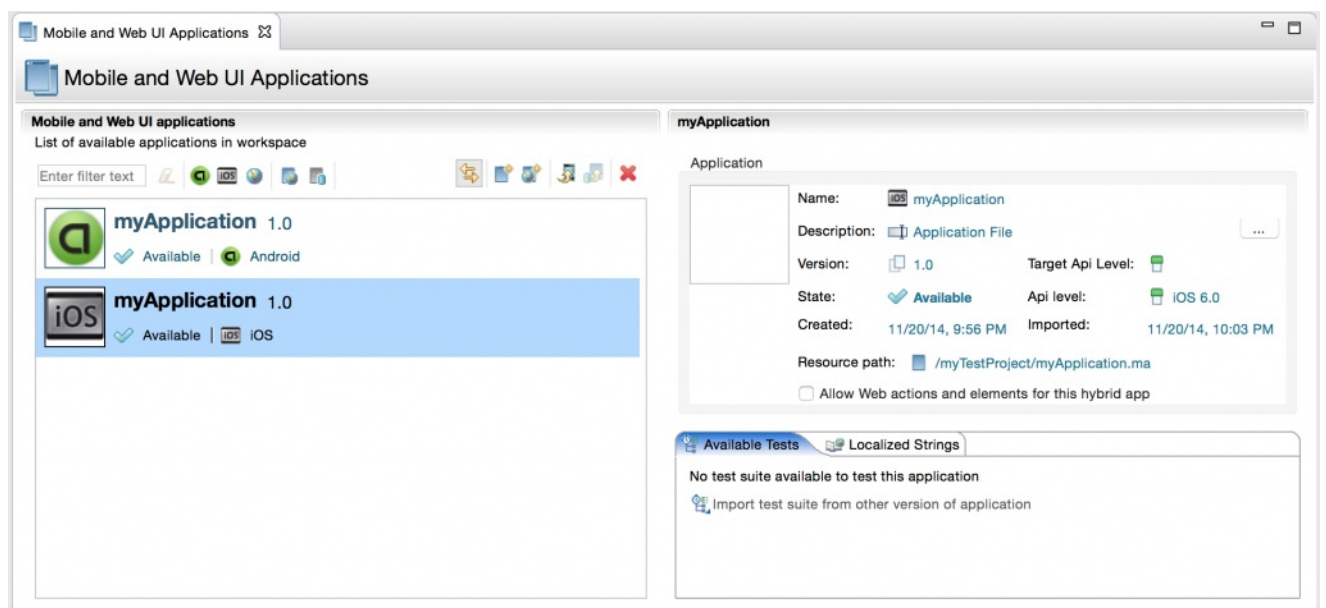 Mobile and Web UI Applications
Mobile and Web UI Applications
Mobile and Web UI applications
List of available applications in workspace
Enter filter text
iOS
myApplication 1.0
Available | Android
iOS
myApplication 1.0
Available | iOS iOS
myApplication
Application
Name: iOS myApplication
Description: Application File ...
Version: 1.0 Target Api Level:
State: Available Api level: iOS 6.0
Created: 11/20/14, 9:56 PM Imported: 11/20/14, 10:03 PM
Resource path: /myTestProject/myApplication.ma
Allow Web actions and elements for this hybrid app
Available Tests Localized Strings
No test suite available to test this application
Import test suite from other version of application